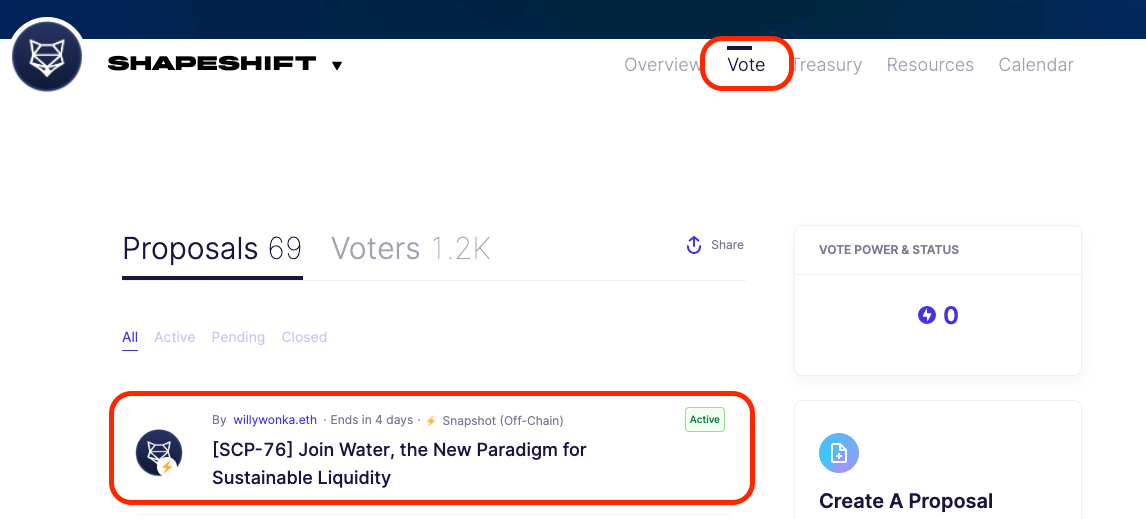 SHAPESHIFT ▼
Overview Vote Treasury Resources Calendar
Proposals 69 Voters 1.2K
Share
All Active Pending Closed
By willywonka.eth · Ends in 4 days · ⚡ Snapshot (Off-Chain)
Active
[SCP-76] Join Water, the New Paradigm for
Sustainable Liquidity
VOTE POWER & STATUS
0
Create A Proposal